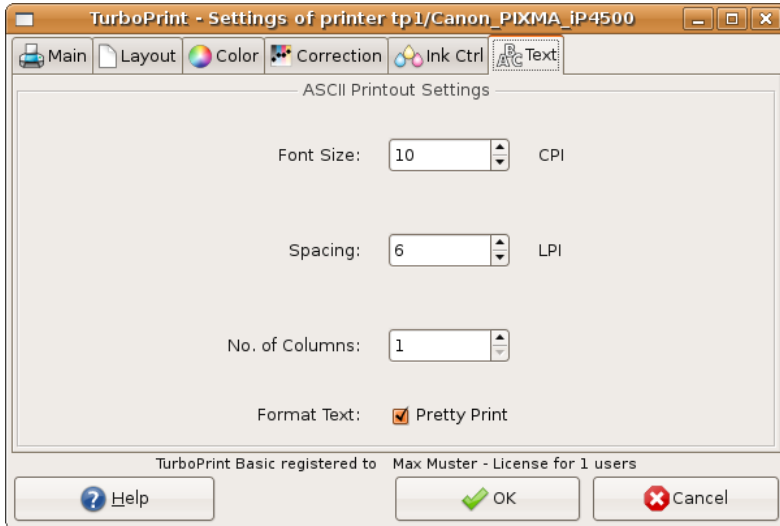 TurboPrint - Settings of printer tp1/Canon_PIXMA_iP4500
Main Layout Color Correction Ink Ctrl ABC Text
ASCII Printout Settings
Font Size: 10 CPI
Spacing: 6 LPI
No. of Columns: 1
Format Text: Pretty Print
TurboPrint Basic registered to Max Muster - License for 1 users
? Help OK Cancel